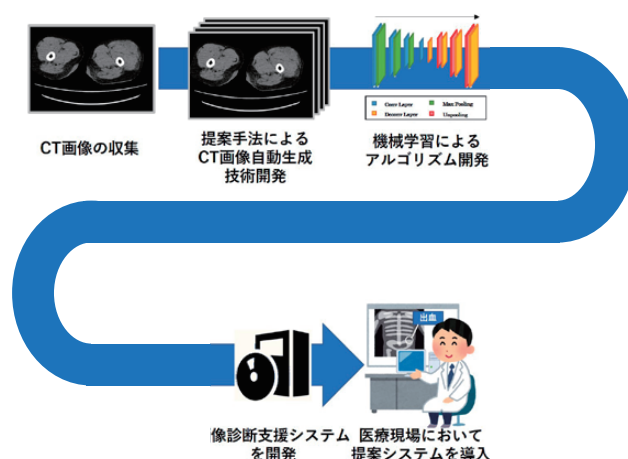 CT画像の収集
提案手法による
CT画像自動生成
技術開発
Conv Layer
Max Pooling
Deconv Layer
Unpooling
機械学習による
アルゴリズム開発
出血
像診断支援システム
を開発
医療現場において
提案システムを導入